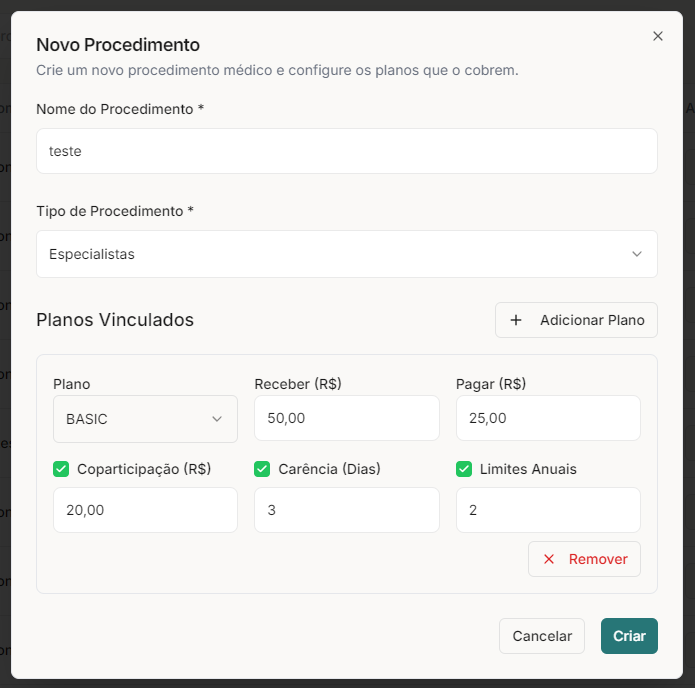 Novo Procedimento
Crie um novo procedimento médico e configure os planos que o cobrem.
Nome do Procedimento *
teste
Tipo de Procedimento *
Especialistas
Planos Vinculados
Adicionar Plano
Plano Receber (R$) Pagar (R$)
BASIC 50,00 25,00
Coparticipação (R$) Carência (Dias) Limites Anuais
20,00 3 2
Remover
Cancelar Criar